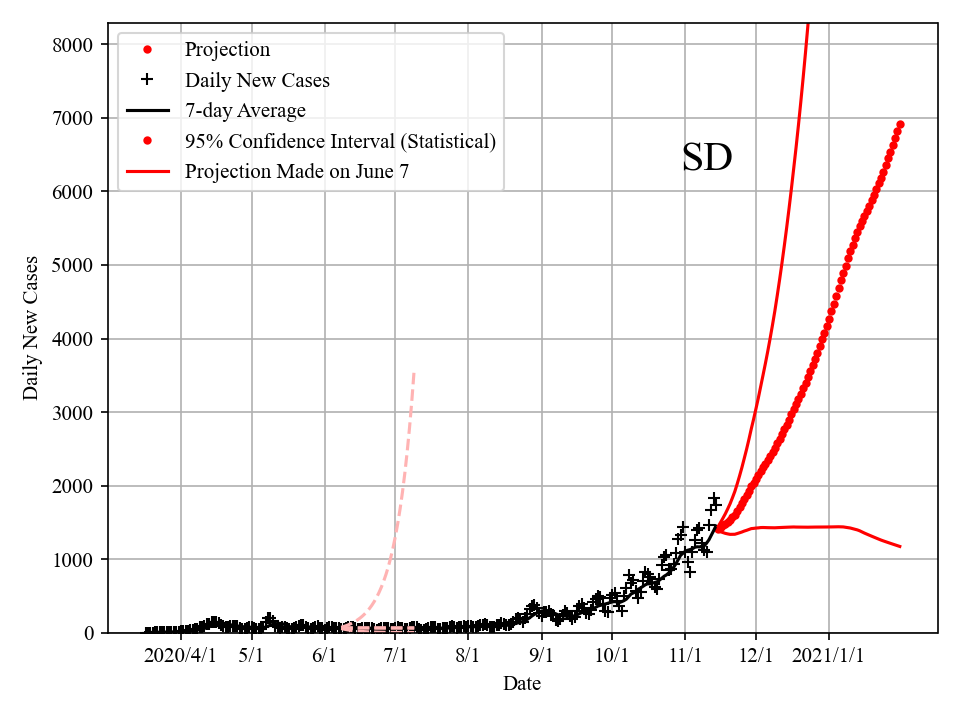 8000
7000
6000
5000
4000
3000
2000
1000
0
Daily New Cases
Projection
Daily New Cases
7-day Average
95% Confidence Interval (Statistical)
Projection Made on June 7
SD
2020/4/1 5/1 6/1 7/1 8/1 9/1 10/1 11/1 12/1 2021/1/1
Date